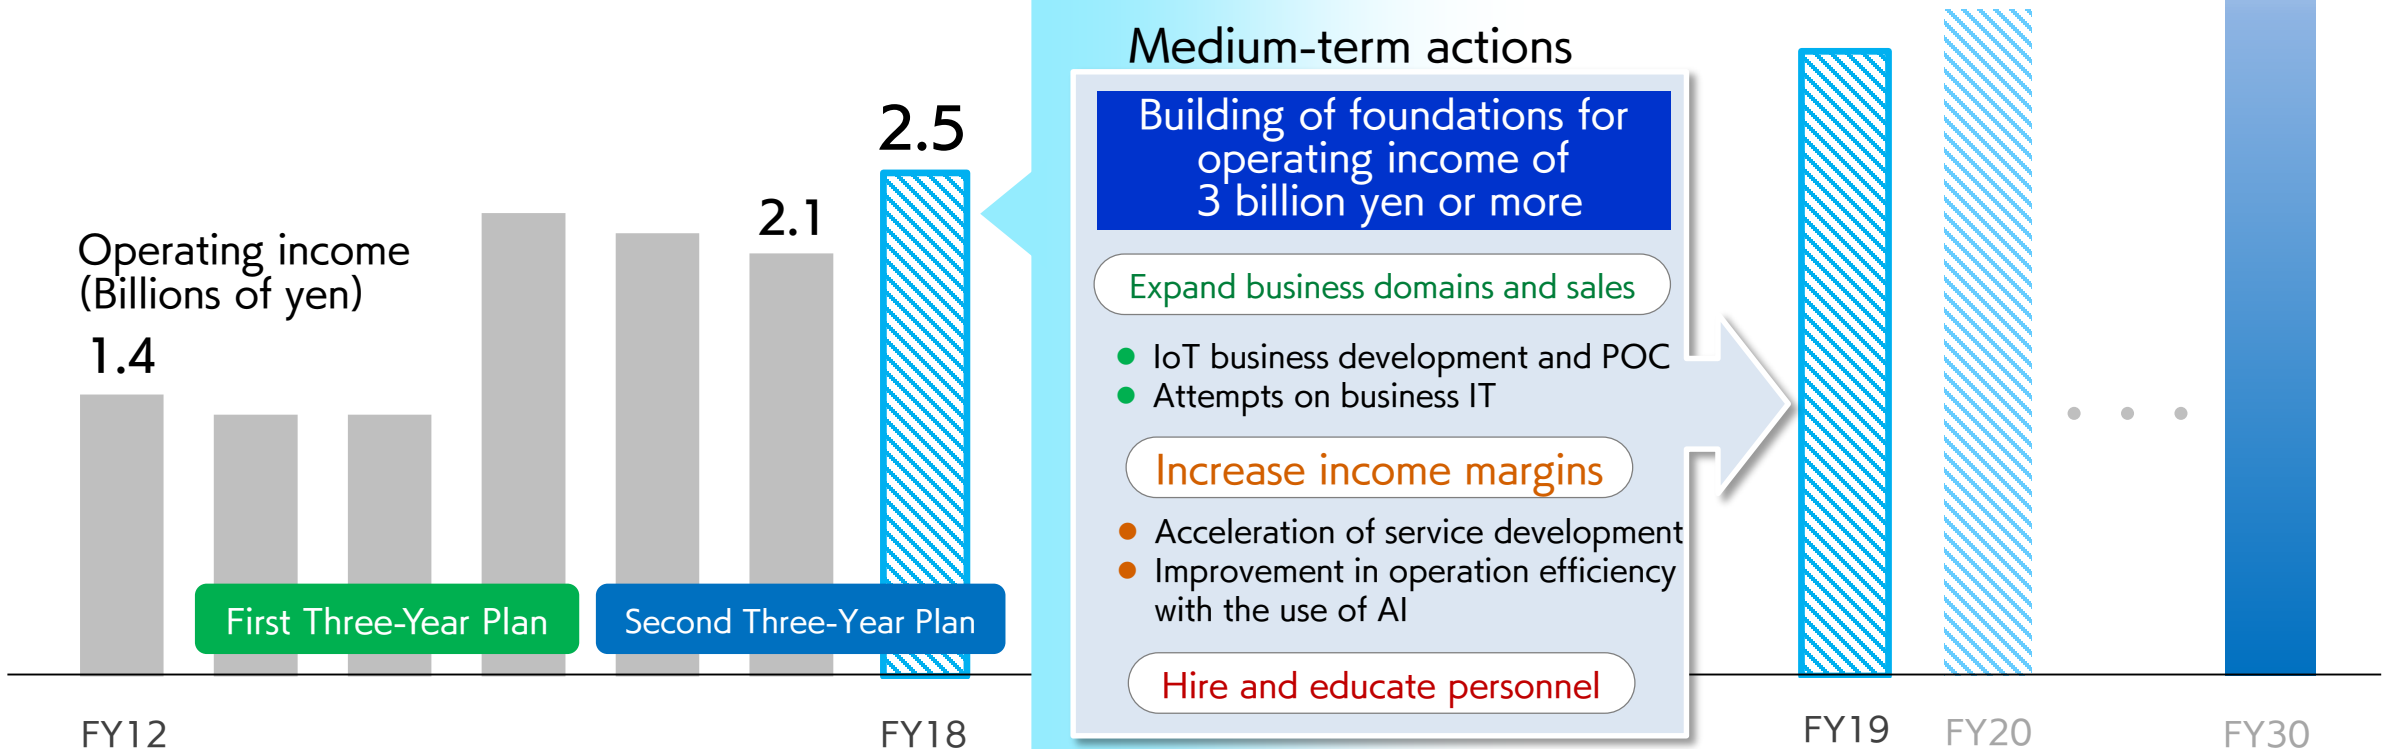 Operating income
(Billions of yen)
1.4
2.1
2.5
First Three-Year Plan
Second Three-Year Plan
FY12
FY18
Medium-term actions
Building of foundations for
operating income of
3 billion yen or more
Expand business domains and sales
IoT business development and POC
Attempts on business IT
Increase income margins
Acceleration of service development
Improvement in operation efficiency
with the use of AI
Hire and educate personnel
FY19
FY20
FY30